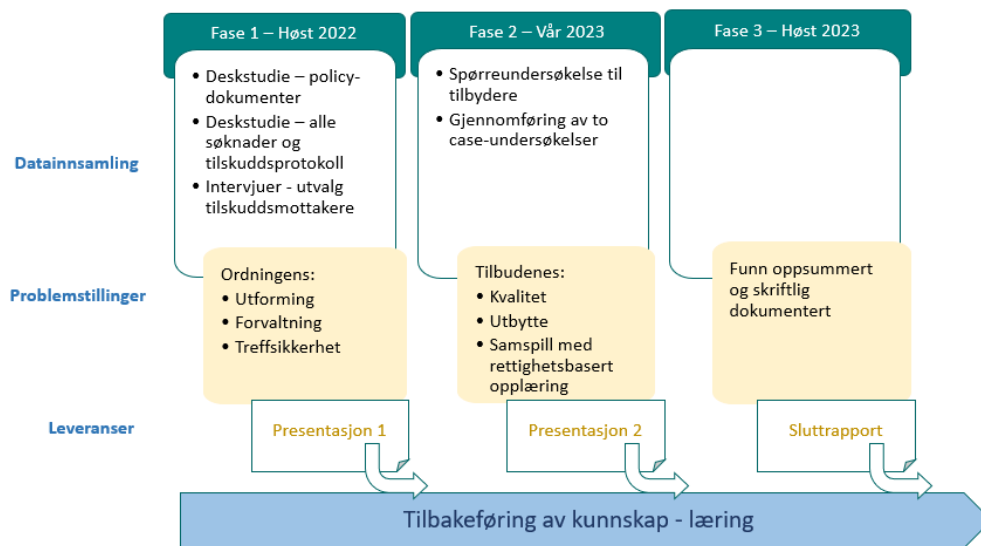 Fase 1 – Høst 2022
Fase 2 – Vår 2023
Fase 3 – Høst 2023
Datainnsamling
• Deskstudie – policy-
dokumenter
• Deskstudie – alle
søknader og
tilskuddsprotokoll
• Intervjuer - utvalg
tilskuddsmottakere
• Spørreundersøkelse til
tilbydere
• Gjennomføring av to
case-undersøkelser
Problemstillinger
Ordningens:
• Utforming
• Forvaltning
• Treffsikkerhet
Tilbudenes:
• Kvalitet
• Utbytte
• Samspill med
rettighetsbasert
opplæring
Funn oppsummert
og skriftlig
dokumentert
Leveranser
Presentasjon 1
Presentasjon 2
Sluttrapport
Tilbakeføring av kunnskap - læring